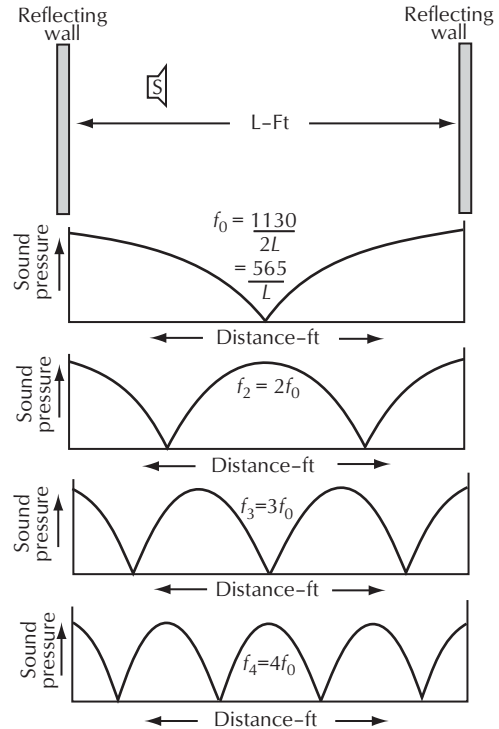 Reflecting
wall
Reflecting
wall
S
L–Ft
f0 = 1130
2L
= 565
L
Sound
pressure
Distance–ft
f2 = 2f0
Sound
pressure
Distance–ft
f3=3f0
Sound
pressure
Distance–ft
f4=4f0
Sound
pressure
Distance–ft